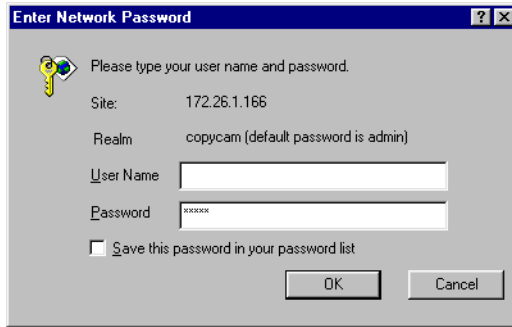 Enter Network Password
Please type your user name and password.
Site: 172.26.1.166
Realm copycam (default password is admin)
User Name
Password xxxxx
Save this password in your password list
OK Cancel